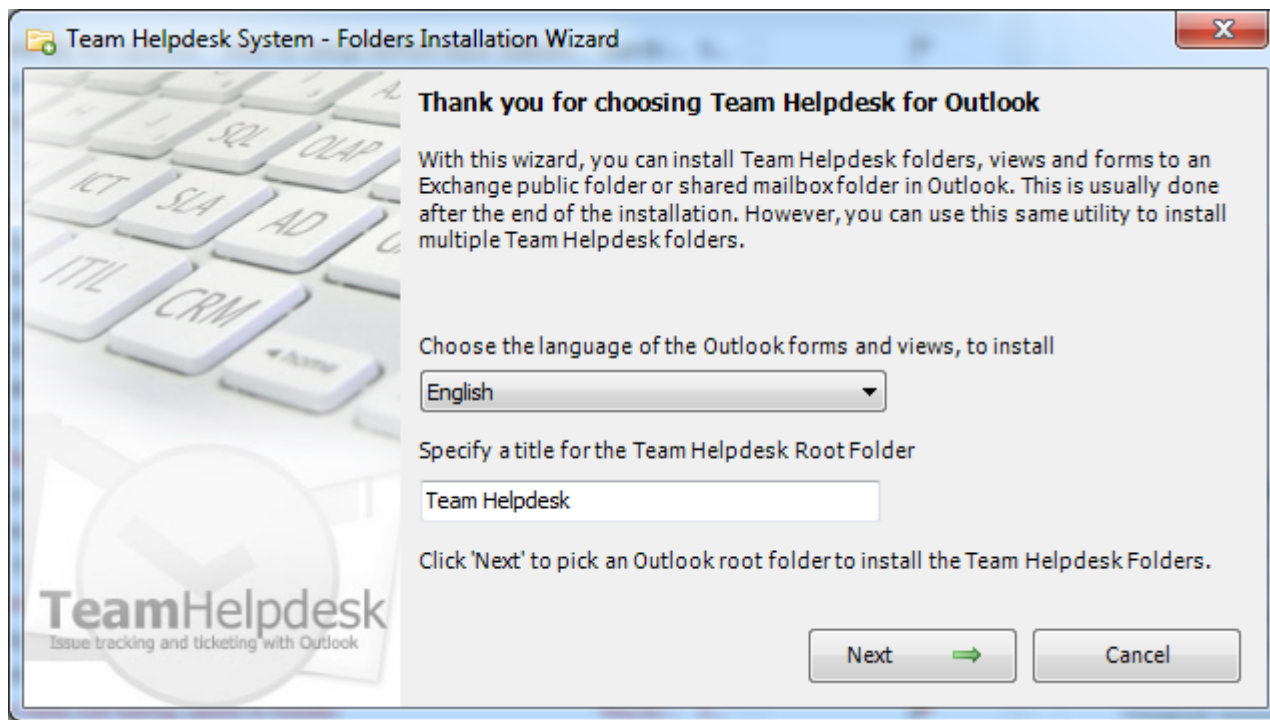 Team Helpdesk System - Folders Installation Wizard
Thank you for choosing Team Helpdesk for Outlook
With this wizard, you can install Team Helpdesk folders, views and forms to an
Exchange public folder or shared mailbox folder in Outlook. This is usually done
after the end of the installation. However, you can use this same utility to install
multiple Team Helpdesk folders.
Choose the language of the Outlook forms and views, to install
English
Specify a title for the Team Helpdesk Root Folder
Team Helpdesk
Click 'Next' to pick an Outlook root folder to install the Team Helpdesk Folders.
Next
Cancel
H
J
SQL
OLAP
ICT
SLA
AD
ITIL
CRM
home
TeamHelpdesk
Issue tracking and ticketing with Outlook